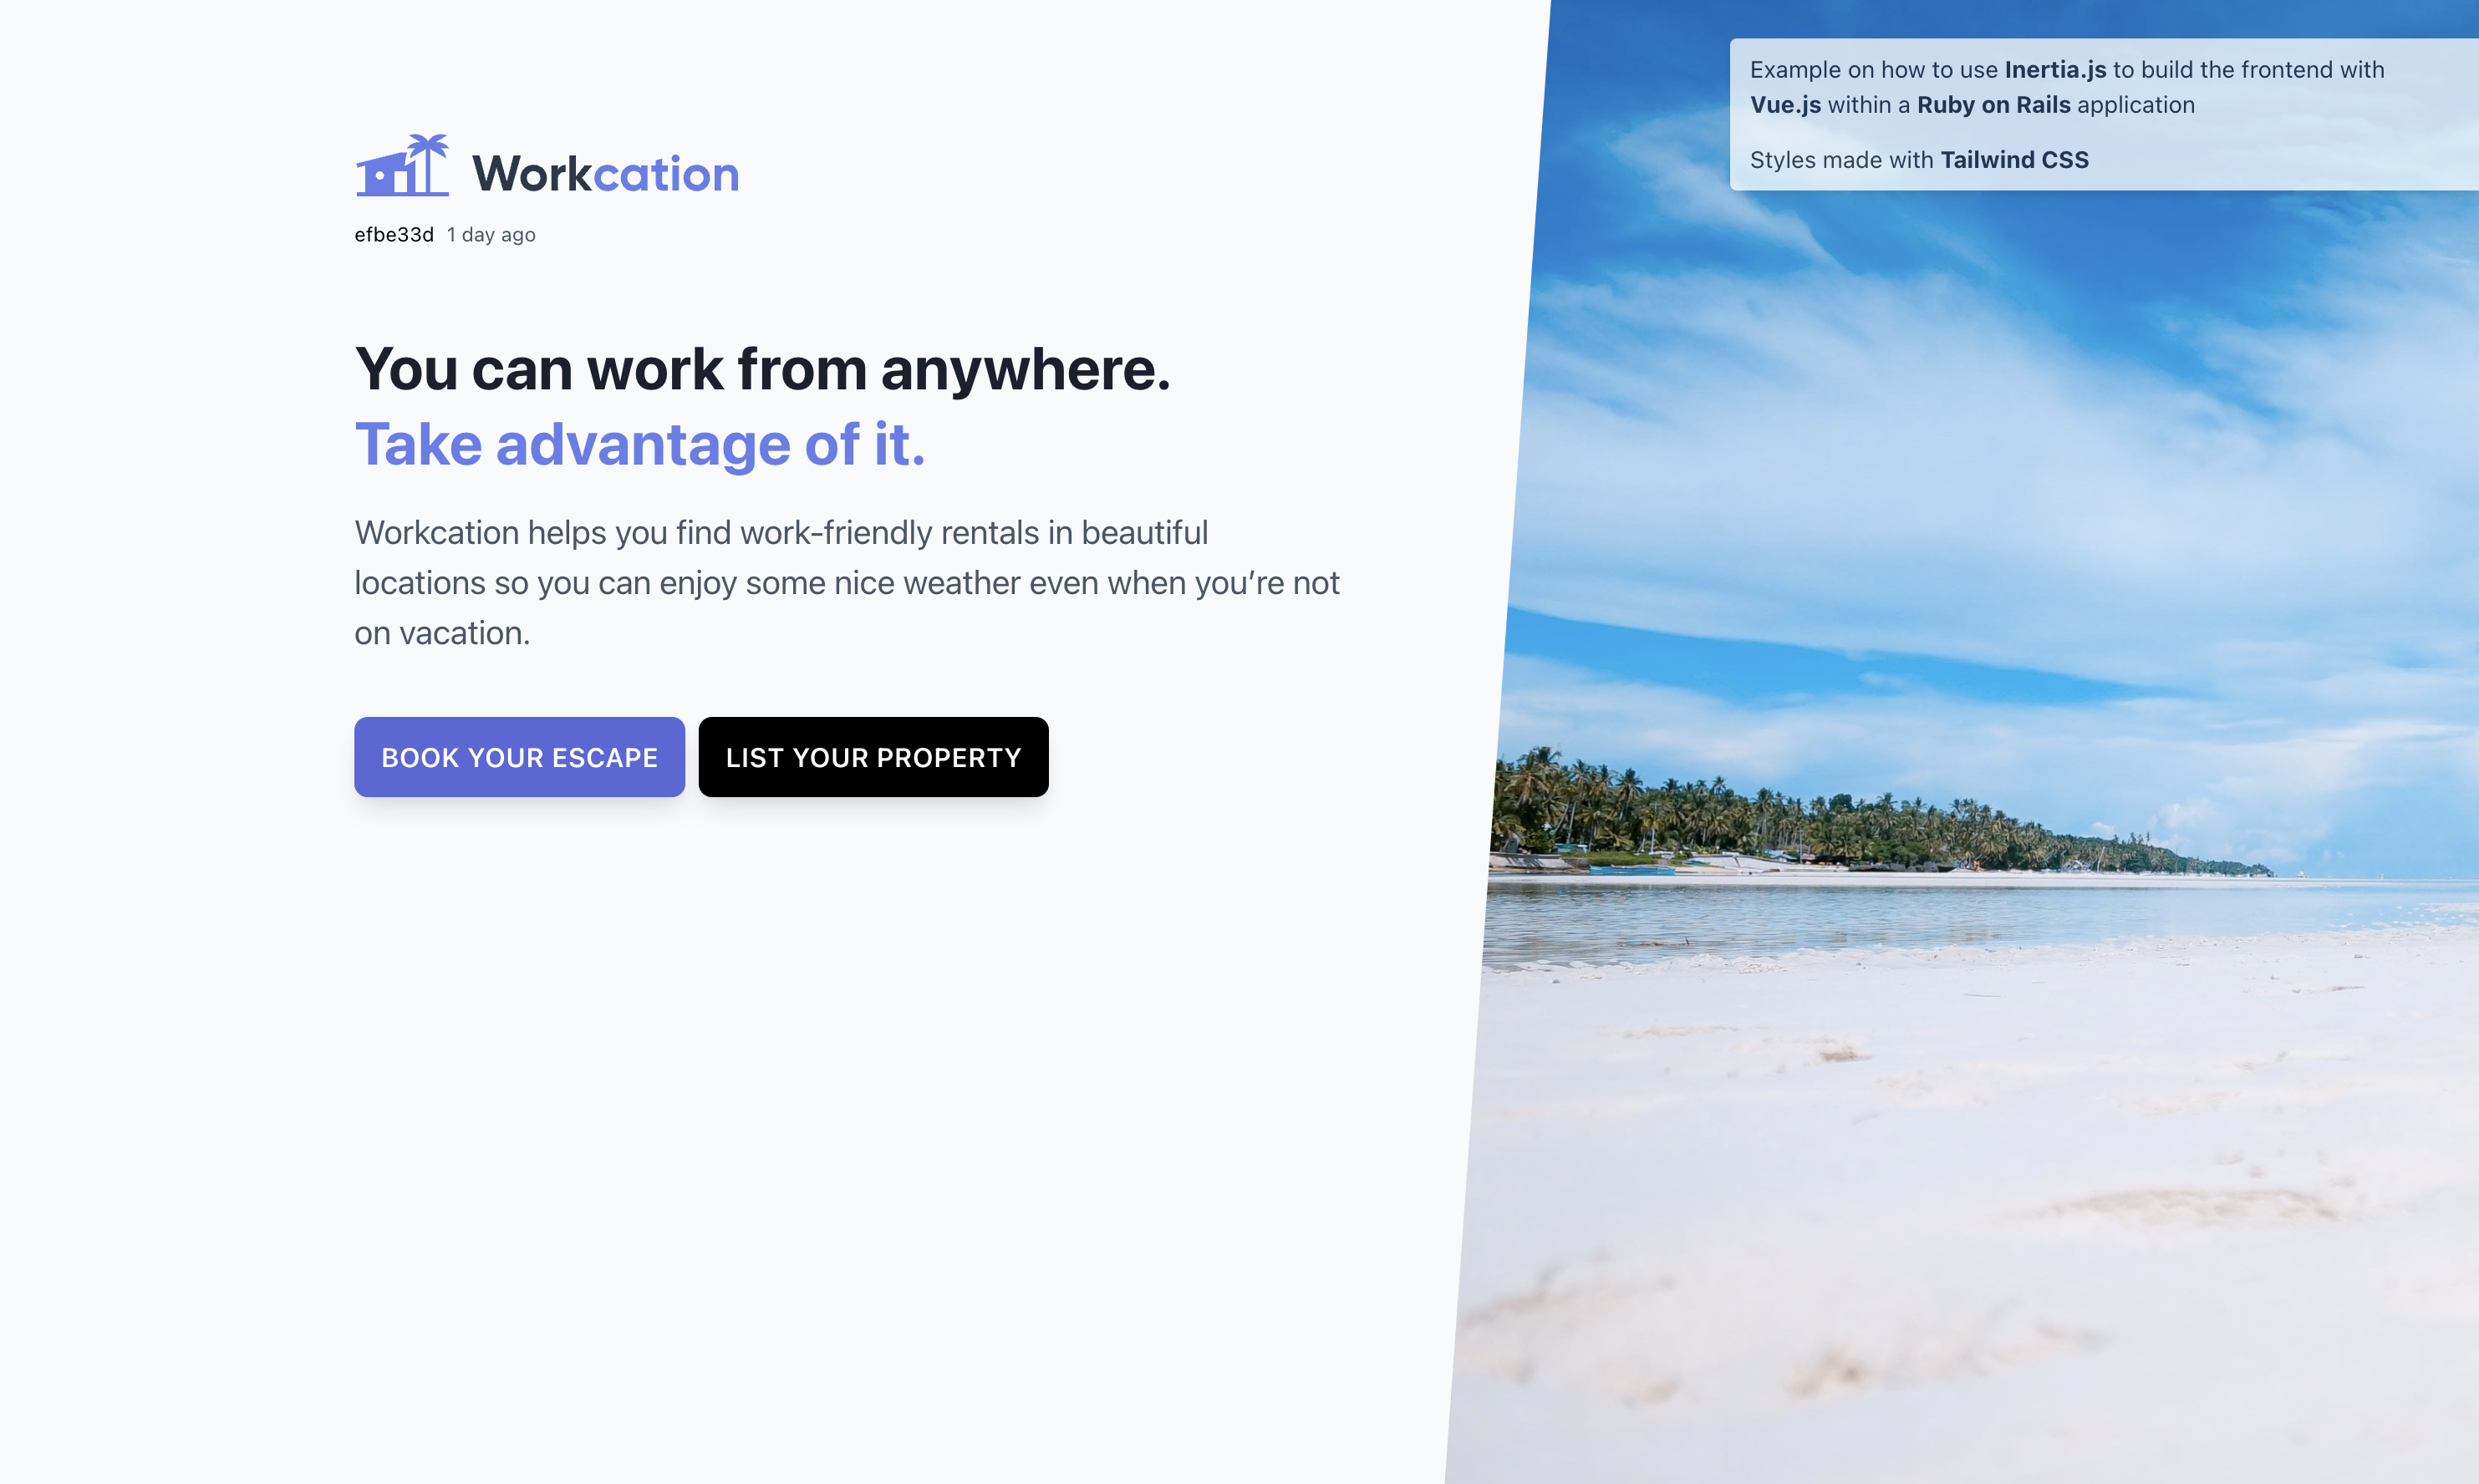 Workcation
efbe33d 1 day ago
You can work from anywhere.
Take advantage of it.
Workcation helps you find work-friendly rentals in beautiful
locations so you can enjoy some nice weather even when you’re not
on vacation.
BOOK YOUR ESCAPE
LIST YOUR PROPERTY
Example on how to use Inertia.js to build the frontend with
Vue.js within a Ruby on Rails application
Styles made with Tailwind CSS